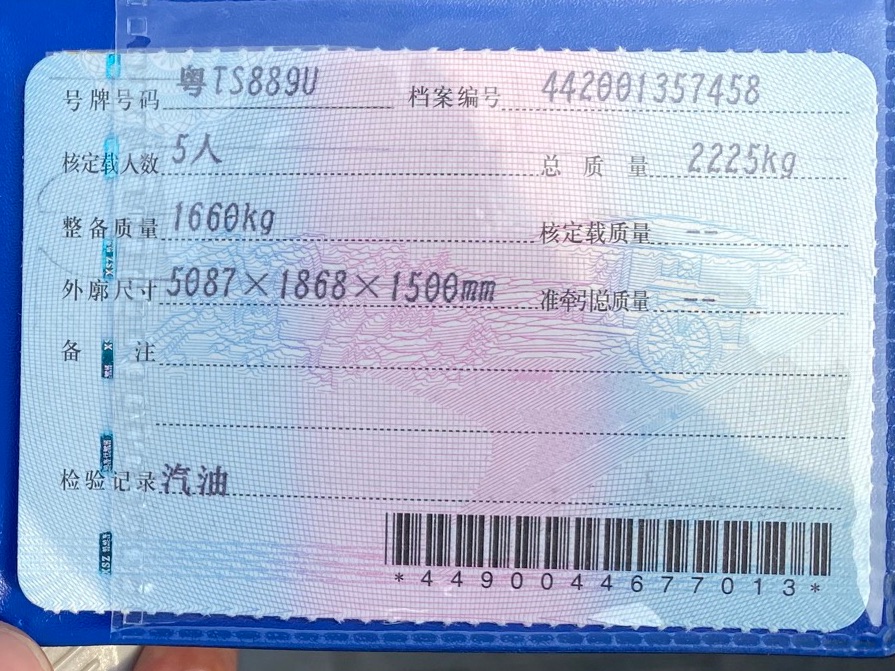 号牌号码 粤TS889U 档案编号 442001357458
核定载人数 5人 总质量 2225kg
整备质量 1660kg 核定载质量 --
外廓尺寸 5087×1868×1500mm 准牵引总质量 --
备注
检验记录 汽油
*4490044677013*